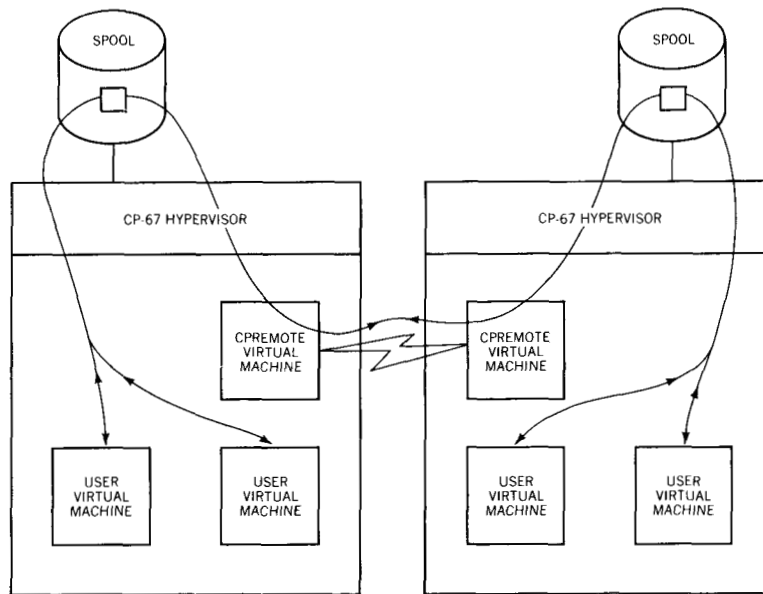 SPOOL
SPOOL
CP-67 HYPERVISOR
CP-67 HYPERVISOR
CPREMOTE
VIRTUAL
MACHINE
CPREMOTE
VIRTUAL
MACHINE
USER
VIRTUAL
MACHINE
USER
VIRTUAL
MACHINE
USER
VIRTUAL
MACHINE
USER
VIRTUAL
MACHINE